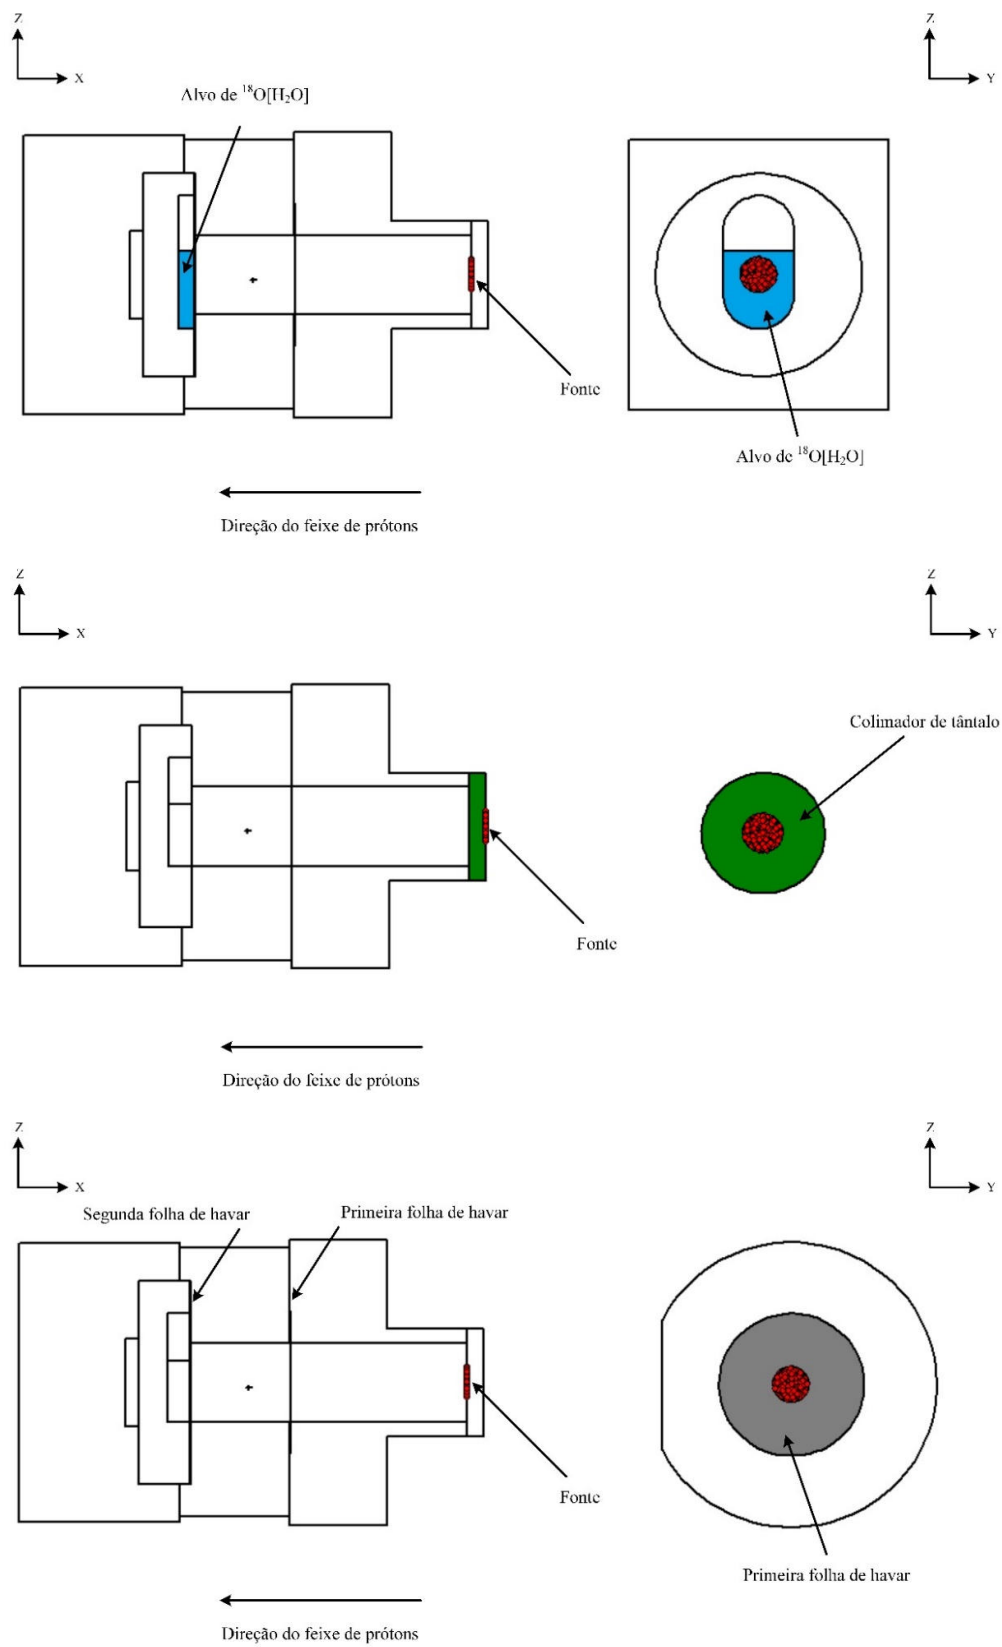 Z
X
Z
Y
Alvo de ¹⁸O[H₂O]
Fonte
Alvo de ¹⁸O[H₂O]
Direção do feixe de prótons
Z
X
Z
Y
Colimador de tântalo
Fonte
Direção do feixe de prótons
Z
X
Z
Y
Segunda folha de havar
Primeira folha de havar
Fonte
Primeira folha de havar
Direção do feixe de prótons